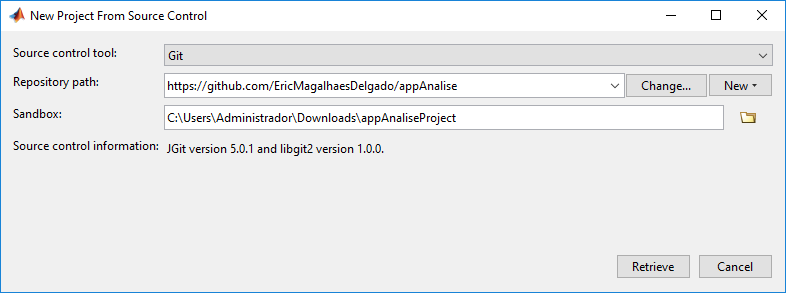 New Project From Source Control
Source control tool: Git
Repository path: https://github.com/EricMagalhaesDelgado/appAnalise Change... New
Sandbox: C:\Users\Administrador\Downloads\appAnaliseProject
Source control information: JGit version 5.0.1 and libgit2 version 1.0.0.
Retrieve Cancel